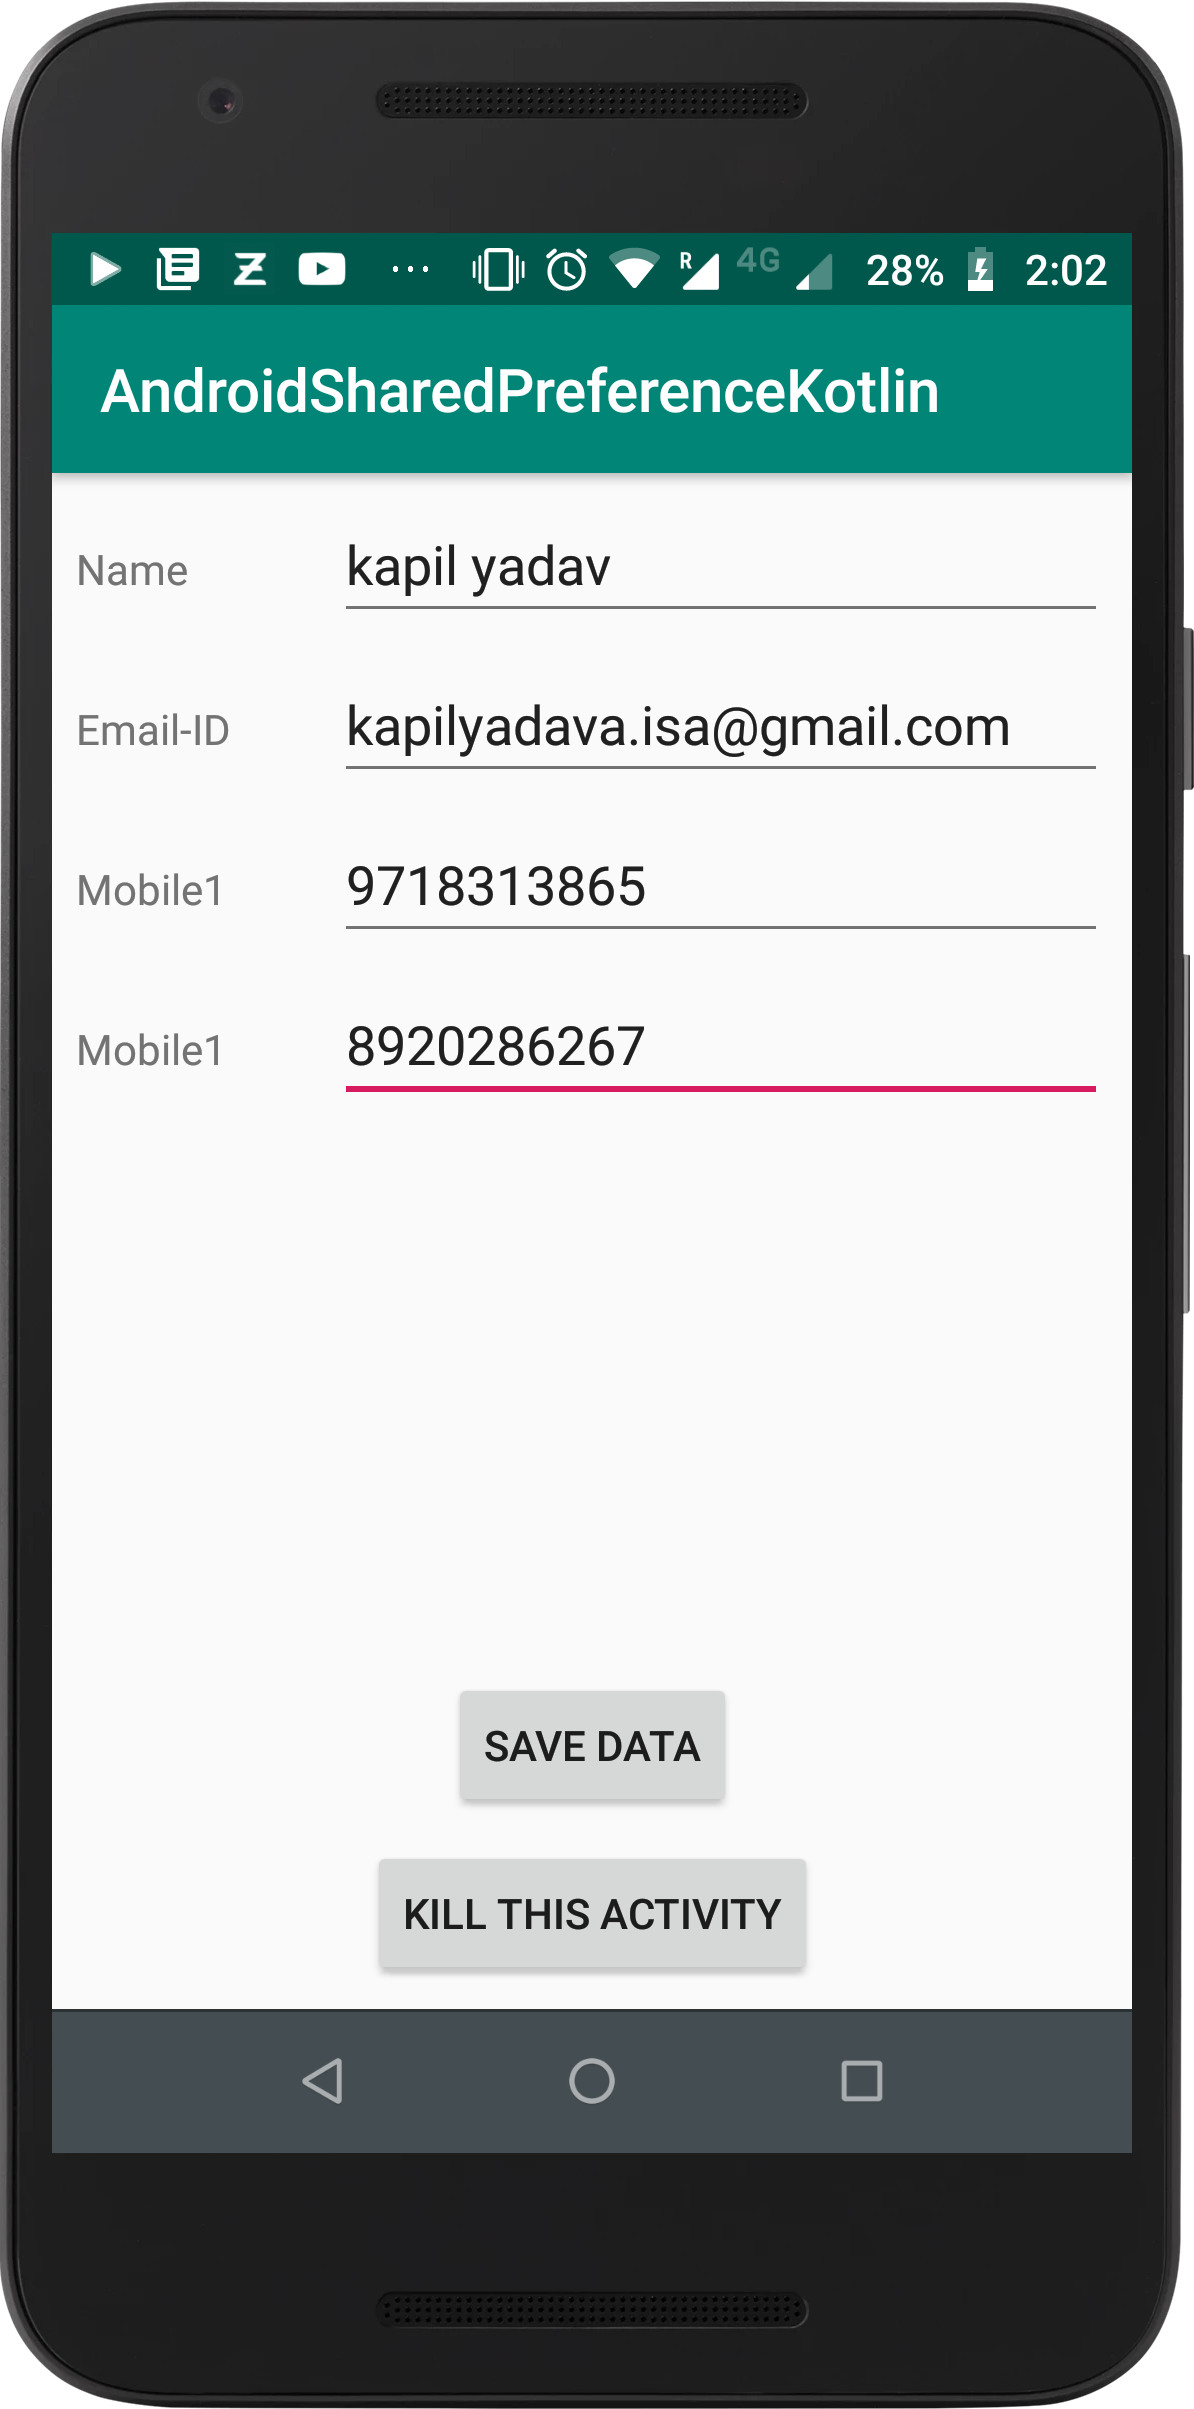 R 4G 28% 2:02
AndroidSharedPreferenceKotlin
Name kapil yadav
Email-ID kapilyadava.isa@gmail.com
Mobile1 9718313865
Mobile1 8920286267
SAVE DATA
KILL THIS ACTIVITY